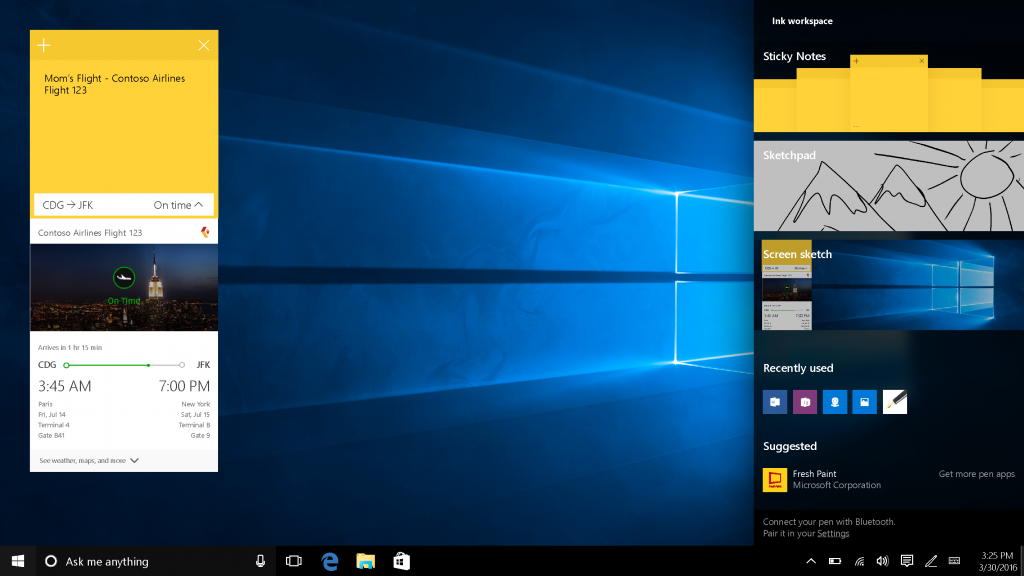 Mom's Flight - Contoso Airlines
Flight 123
CDG → JFK On time
Contoso Airlines Flight 123
On Time
Arrives in 1 hr 15 min
CDG JFK
3:45 AM 7:00 PM
Paris New York
Fri, Jul 14 Sat, Jul 15
Terminal 4 Terminal B
Gate B41 Gate 9
See weather, maps, and more
Ink workspace
Sticky Notes
Sketchpad
Screen sketch
Recently used
Suggested
Fresh Paint
Microsoft Corporation
Get more pen apps
Connect your pen with Bluetooth.
Pair it in your Settings
Ask me anything
3:25 PM
3/30/2016